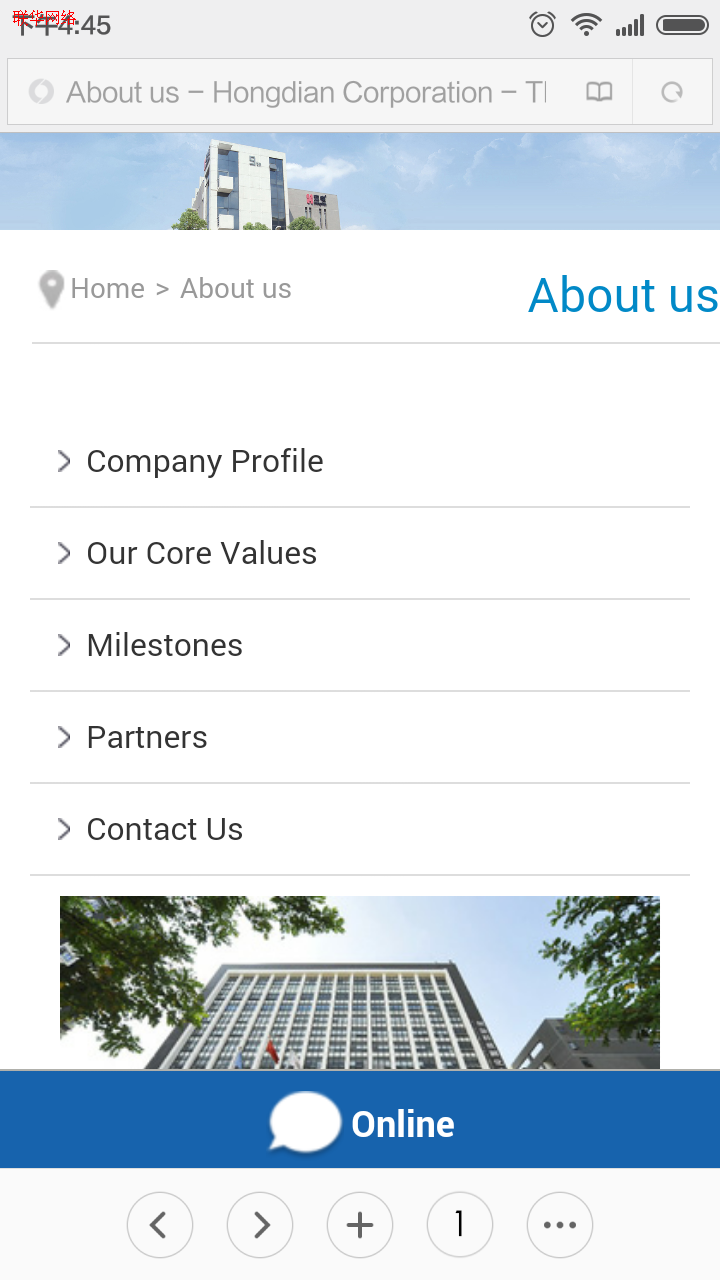 联华网络
下午4:45
About us – Hongdian Corporation – Tl
Home > About us
About us
Company Profile
Our Core Values
Milestones
Partners
Contact Us
Online
1